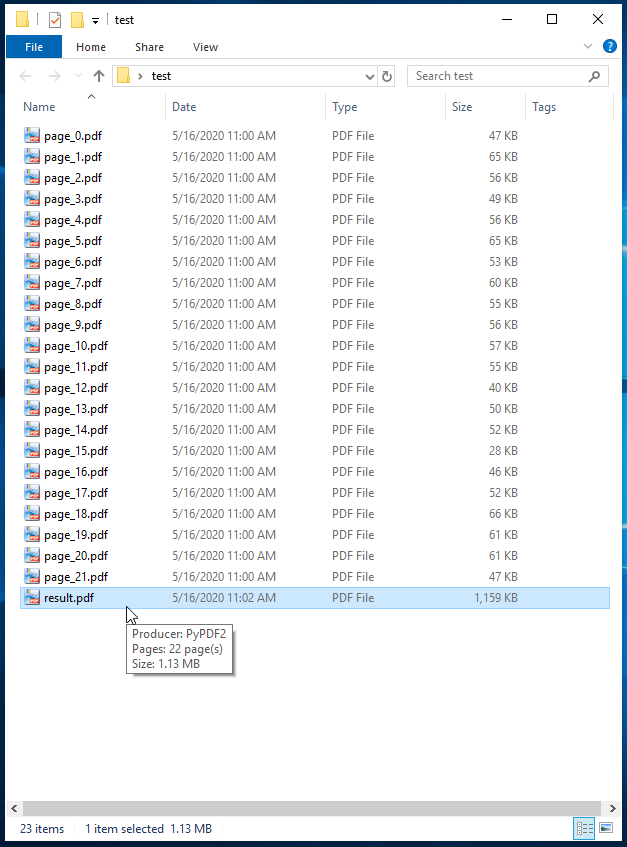 test
File Home Share View
test Search test
Name Date Type Size Tags
page_0.pdf 5/16/2020 11:00 AM PDF File 47 KB
page_1.pdf 5/16/2020 11:00 AM PDF File 65 KB
page_2.pdf 5/16/2020 11:00 AM PDF File 56 KB
page_3.pdf 5/16/2020 11:00 AM PDF File 49 KB
page_4.pdf 5/16/2020 11:00 AM PDF File 56 KB
page_5.pdf 5/16/2020 11:00 AM PDF File 65 KB
page_6.pdf 5/16/2020 11:00 AM PDF File 53 KB
page_7.pdf 5/16/2020 11:00 AM PDF File 60 KB
page_8.pdf 5/16/2020 11:00 AM PDF File 55 KB
page_9.pdf 5/16/2020 11:00 AM PDF File 56 KB
page_10.pdf 5/16/2020 11:00 AM PDF File 57 KB
page_11.pdf 5/16/2020 11:00 AM PDF File 55 KB
page_12.pdf 5/16/2020 11:00 AM PDF File 40 KB
page_13.pdf 5/16/2020 11:00 AM PDF File 50 KB
page_14.pdf 5/16/2020 11:00 AM PDF File 52 KB
page_15.pdf 5/16/2020 11:00 AM PDF File 28 KB
page_16.pdf 5/16/2020 11:00 AM PDF File 46 KB
page_17.pdf 5/16/2020 11:00 AM PDF File 52 KB
page_18.pdf 5/16/2020 11:00 AM PDF File 66 KB
page_19.pdf 5/16/2020 11:00 AM PDF File 61 KB
page_20.pdf 5/16/2020 11:00 AM PDF File 61 KB
page_21.pdf 5/16/2020 11:00 AM PDF File 47 KB
result.pdf 5/16/2020 11:02 AM PDF File 1,159 KB
Producer: PyPDF2
Pages: 22 page(s)
Size: 1.13 MB
23 items 1 item selected 1.13 MB